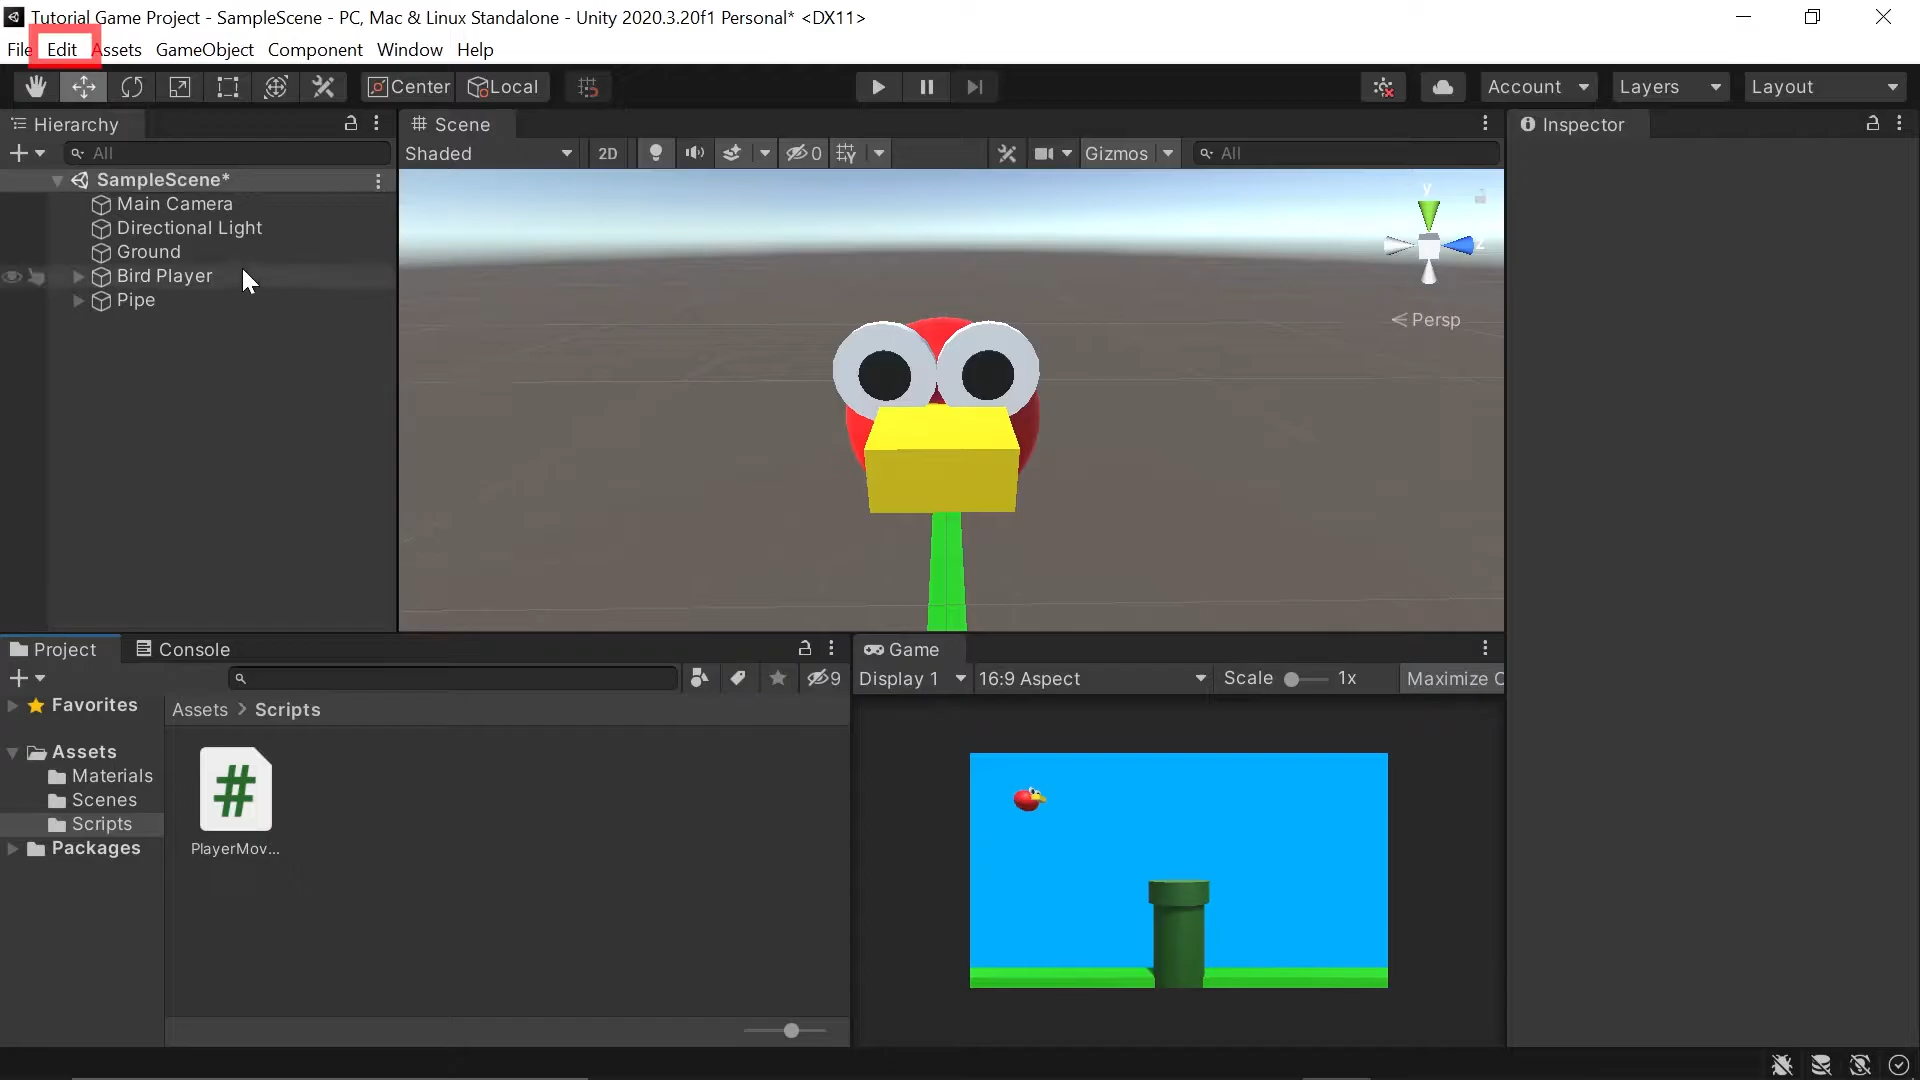 Tutorial Game Project - SampleScene - PC, Mac & Linux Standalone - Unity 2020.3.20f1 Personal* <DX11>
File Edit Assets GameObject Component Window Help
Center Local Account Layers Layout
Hierarchy
All
SampleScene*
Main Camera
Directional Light
Ground
Bird Player
Pipe
Scene
Shaded 2D 0 Gizmos All
y
z
Persp
Inspector
Project Console
9
Favorites
Assets
Materials
Scenes
Scripts
Packages
Assets > Scripts
#
PlayerMov...
Game
Display 1 16:9 Aspect Scale 1x Maximize O